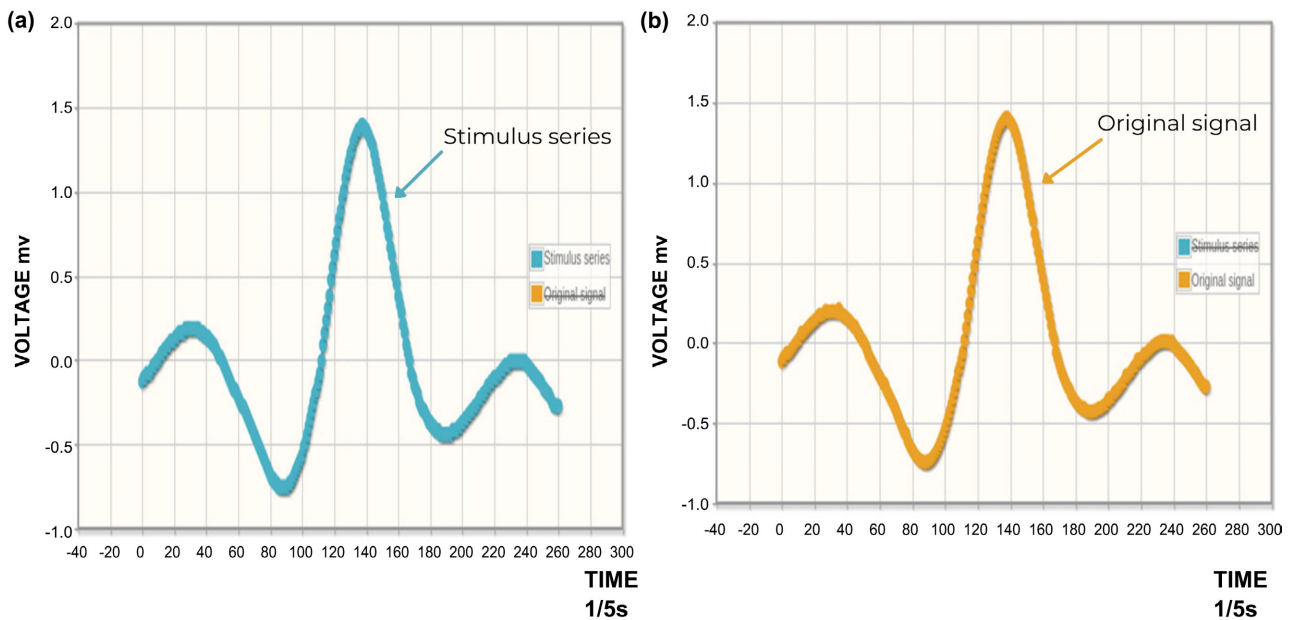 (a)
2.0
1.5
1.0
0.5
0.0
-0.5
-1.0
VOLTAGE mv
Stimulus series
Stimulus series
Original signal
-40 -20 0 20 40 60 80 100 120 140 160 180 200 220 240 260 280 300
TIME
1/5s
(b)
2.0
1.5
1.0
0.5
0.0
-0.5
-1.0
VOLTAGE mv
Original signal
Stimulus series
Original signal
-40 -20 0 20 40 60 80 100 120 140 160 180 200 220 240 260 280 300
TIME
1/5s